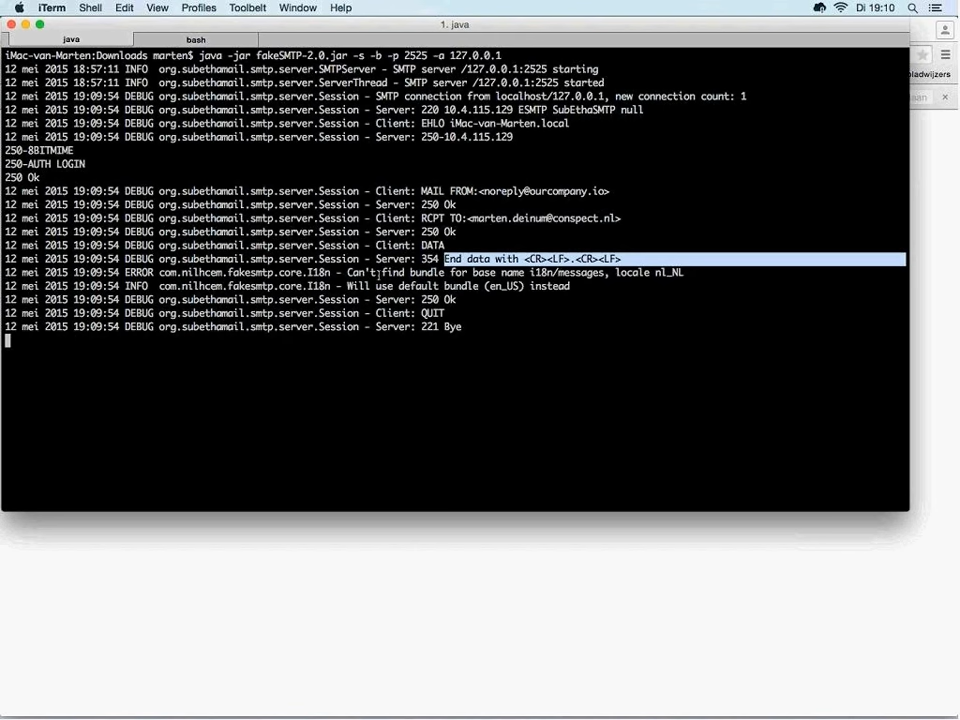 iTerm Shell Edit View Profiles Toolbelt Window Help Di 19:10
1. java
java bash
iMac-van-Marten:Downloads marten$ java -jar fakeSMTP-2.0.jar -s -b -p 2525 -a 127.0.0.1
12 mei 2015 18:57:11 INFO org.subethamail.smtp.server.SMTPServer - SMTP server /127.0.0.1:2525 starting
12 mei 2015 18:57:11 INFO org.subethamail.smtp.server.ServerThread - SMTP server /127.0.0.1:2525 started
12 mei 2015 19:09:54 DEBUG org.subethamail.smtp.server.Session - SMTP connection from localhost/127.0.0.1, new connection count: 1
12 mei 2015 19:09:54 DEBUG org.subethamail.smtp.server.Session - Server: 220 10.4.115.129 ESMTP SubEthaSMTP null
12 mei 2015 19:09:54 DEBUG org.subethamail.smtp.server.Session - Client: EHLO iMac-van-Marten.local
12 mei 2015 19:09:54 DEBUG org.subethamail.smtp.server.Session - Server: 250-10.4.115.129
250-8BITMIME
250-AUTH LOGIN
250 Ok
12 mei 2015 19:09:54 DEBUG org.subethamail.smtp.server.Session - Client: MAIL FROM:<noreply@ourcompany.io>
12 mei 2015 19:09:54 DEBUG org.subethamail.smtp.server.Session - Server: 250 Ok
12 mei 2015 19:09:54 DEBUG org.subethamail.smtp.server.Session - Client: RCPT TO:<marten.deinum@conspect.nl>
12 mei 2015 19:09:54 DEBUG org.subethamail.smtp.server.Session - Server: 250 Ok
12 mei 2015 19:09:54 DEBUG org.subethamail.smtp.server.Session - Client: DATA
12 mei 2015 19:09:54 DEBUG org.subethamail.smtp.server.Session - Server: 354 End data with <CR><LF>.<CR><LF>
12 mei 2015 19:09:54 ERROR com.nilhcem.fakesmtp.core.I18n - Can't find bundle for base name i18n/messages, locale nl_NL
12 mei 2015 19:09:54 INFO com.nilhcem.fakesmtp.core.I18n - Will use default bundle (en_US) instead
12 mei 2015 19:09:54 DEBUG org.subethamail.smtp.server.Session - Server: 250 Ok
12 mei 2015 19:09:54 DEBUG org.subethamail.smtp.server.Session - Client: QUIT
12 mei 2015 19:09:54 DEBUG org.subethamail.smtp.server.Session - Server: 221 Bye